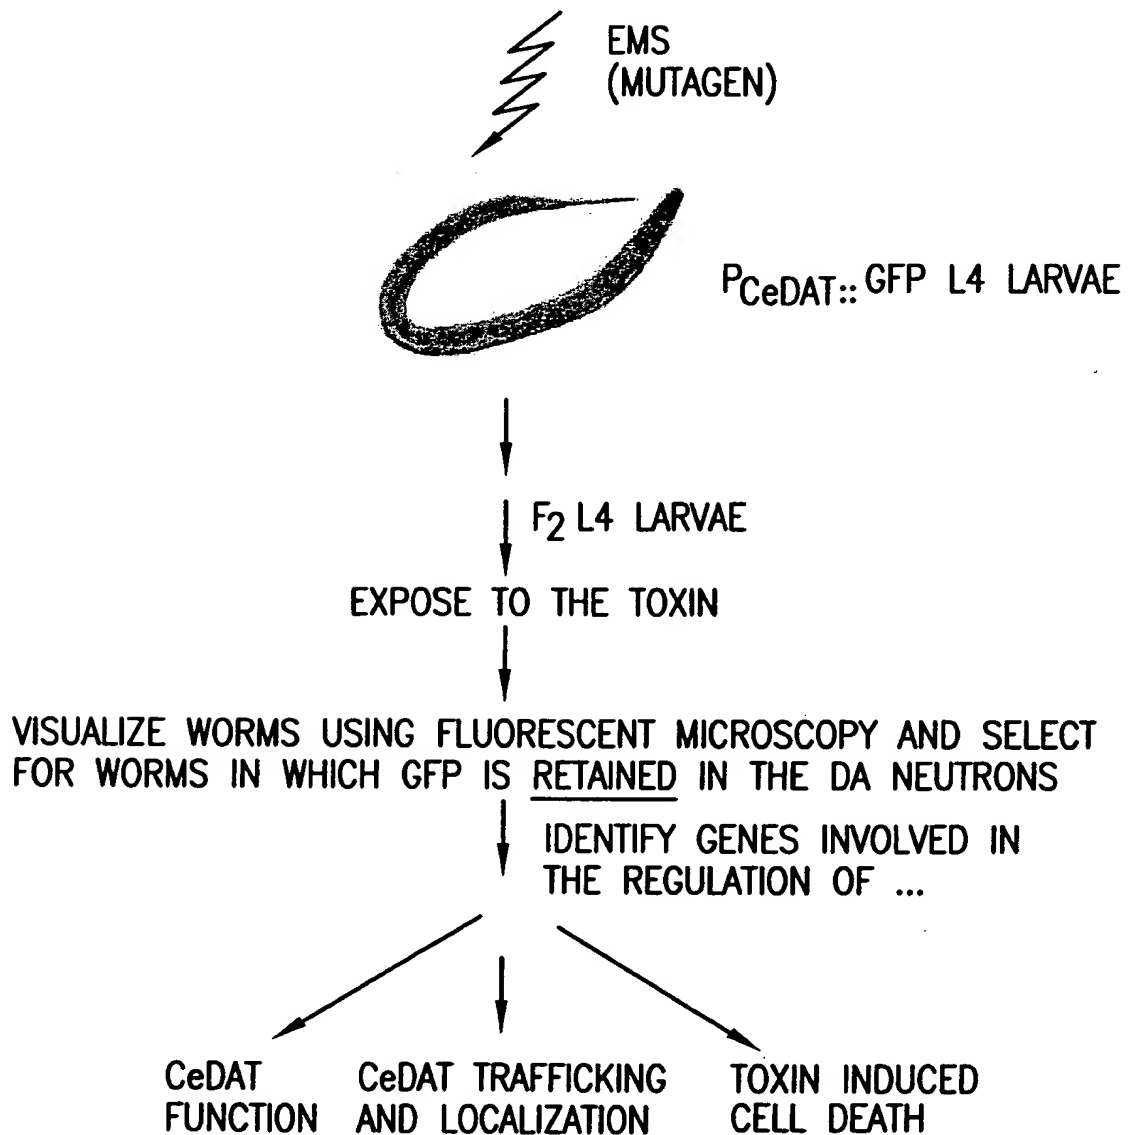 EMS
(MUTAGEN)
PCeDAT:: GFP L4 LARVAE
F2 L4 LARVAE
EXPOSE TO THE TOXIN
VISUALIZE WORMS USING FLUORESCENT MICROSCOPY AND SELECT
FOR WORMS IN WHICH GFP IS RETAINED IN THE DA NEUTRONS
IDENTIFY GENES INVOLVED IN
THE REGULATION OF ...
CeDAT
FUNCTION
CeDAT TRAFFICKING
AND LOCALIZATION
TOXIN INDUCED
CELL DEATH